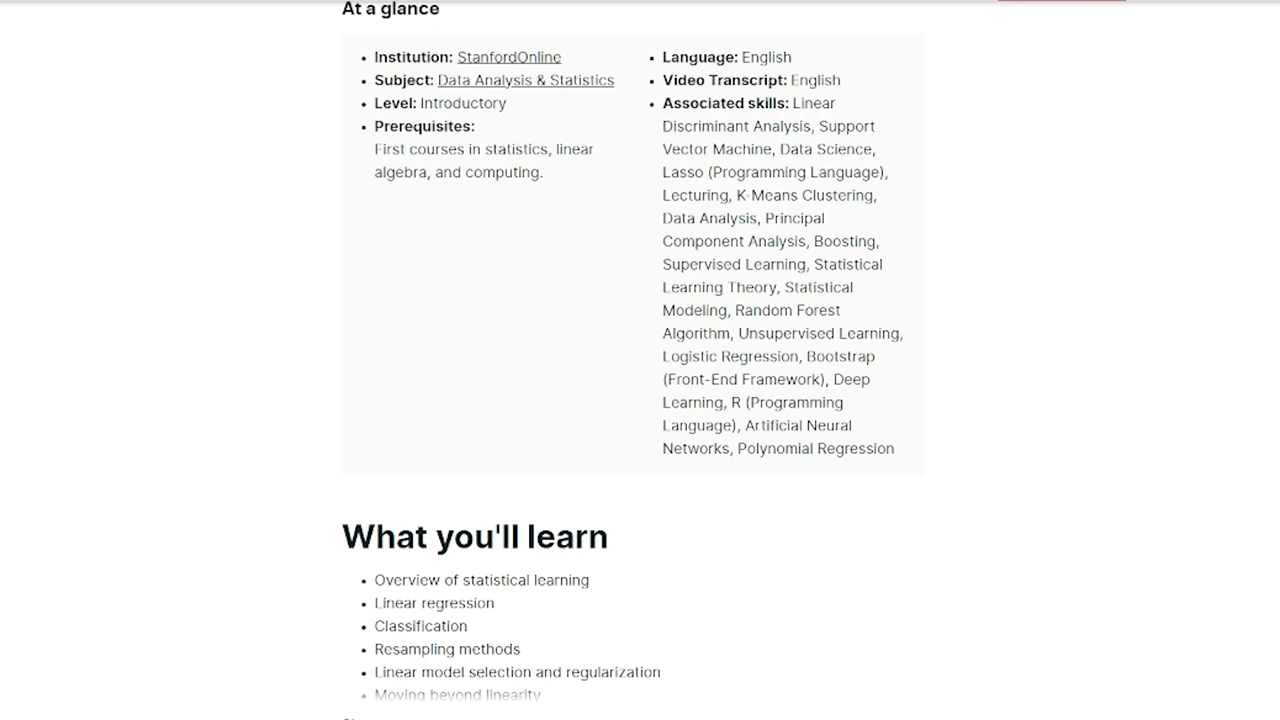 At a glance
Institution: StanfordOnline
Subject: Data Analysis & Statistics
Level: Introductory
Prerequisites:
First courses in statistics, linear
algebra, and computing.
Language: English
Video Transcript: English
Associated skills: Linear
Discriminant Analysis, Support
Vector Machine, Data Science,
Lasso (Programming Language),
Lecturing, K-Means Clustering,
Data Analysis, Principal
Component Analysis, Boosting,
Supervised Learning, Statistical
Learning Theory, Statistical
Modeling, Random Forest
Algorithm, Unsupervised Learning,
Logistic Regression, Bootstrap
(Front-End Framework), Deep
Learning, R (Programming
Language), Artificial Neural
Networks, Polynomial Regression
What you'll learn
Overview of statistical learning
Linear regression
Classification
Resampling methods
Linear model selection and regularization
Moving beyond linearity